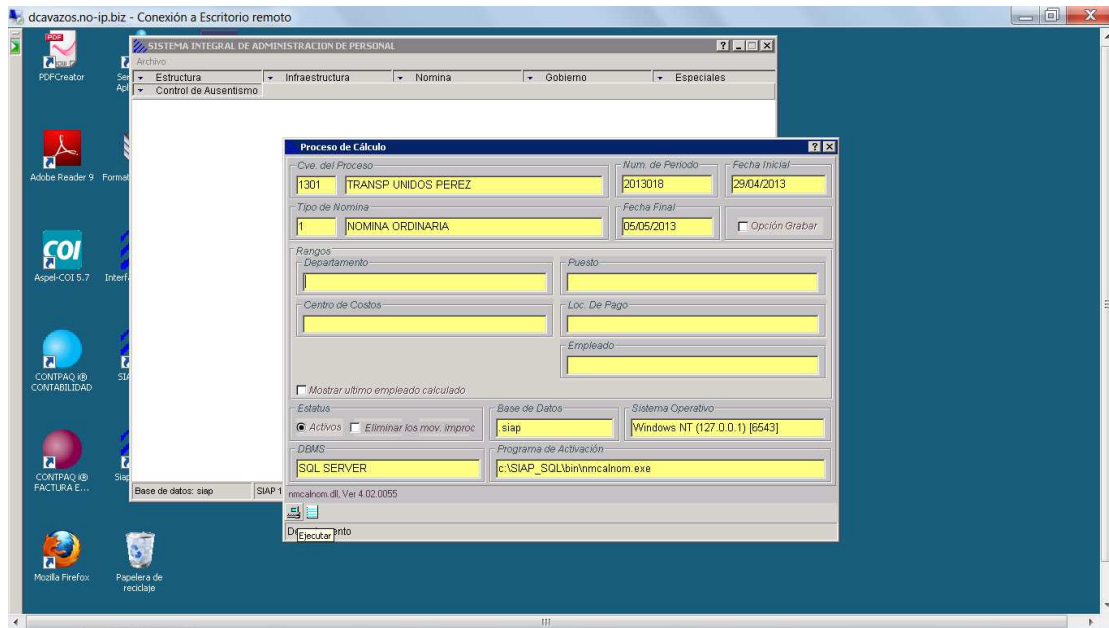 dcavazos.no-ip.biz - Conexión a Escritorio remoto
PDF
PDFCreator
SISTEMA INTEGRAL DE ADMINISTRACION DE PERSONAL
Archivo
Estructura
Infraestructura
Nomina
Gobierno
Especiales
Control de Ausentismo
Adobe Reader 9
COI
Aspel-COI 5.7
CONTPAQ i®
CONTABILIDAD
CONTPAQ i®
FACTURA E...
Mozilla Firefox
Papelera de
reciclaje
Proceso de Cálculo
Cve. del Proceso
1301
TRANSP UNIDOS PEREZ
Num. de Periodo
2013018
Fecha Inicial
29/04/2013
Tipo de Nomina
1
NOMINA ORDINARIA
Fecha Final
05/05/2013
Opción Grabar
Rangos
Departamento
Puesto
Centro de Costos
Loc. De Pago
Empleado
Mostrar ultimo empleado calculado
Estatus
Activos
Eliminar los mov. improc
Base de Datos
.siap
Sistema Operativo
Windows NT (127.0.0.1) [6543]
DBMS
SQL SERVER
Programa de Activación
c:\SIAP_SQL\bin\nmcalnom.exe
nmcalnom.dll, Ver 4.02.0055
Ejecutar
Base de datos: siap
SIAP 1